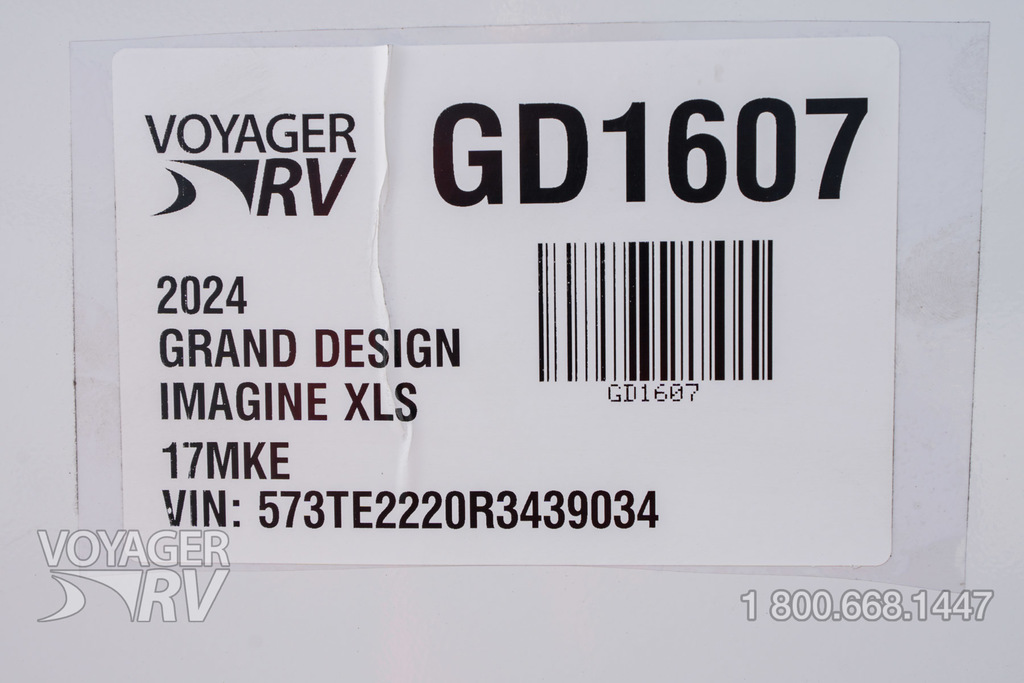 VOYAGER
RV
GD1607
2024
GRAND DESIGN
IMAGINE XLS
17MKE
VIN: 573TE2220R3439034
GD1607
VOYAGER
RV
1 800.668.1447